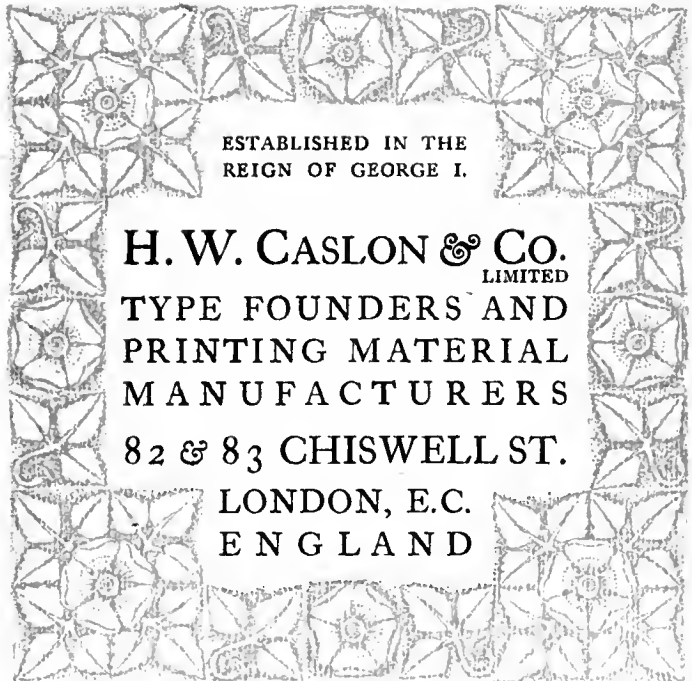 ESTABLISHED IN THE
REIGN OF GEORGE I.
H. W. CASLON & CO.
LIMITED
TYPE FOUNDERS AND
PRINTING MATERIAL
MANUFACTURERS
82 & 83 CHISWELL ST.
LONDON, E.C.
ENGLAND